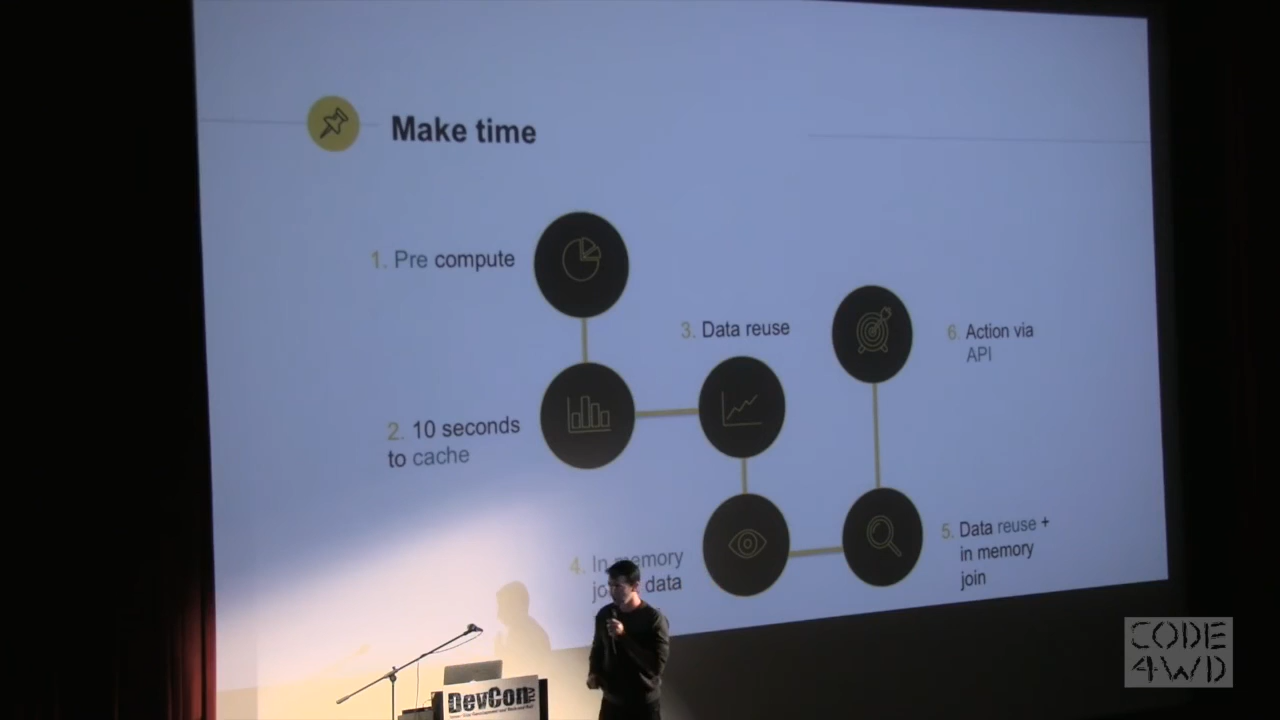 Make time
1. Pre compute
2. 10 seconds
to cache
3. Data reuse
4. In memory
data
5. Data reuse +
in memory
join
6. Action via
API
DevCon
CODE
4WD